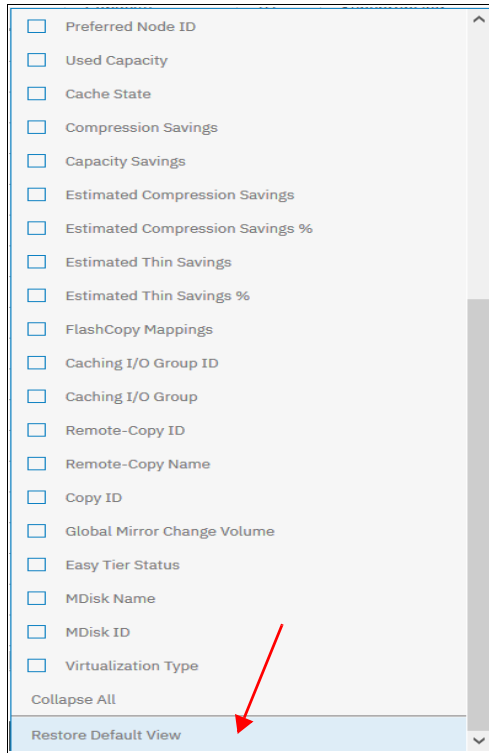 Preferred Node ID
Used Capacity
Cache State
Compression Savings
Capacity Savings
Estimated Compression Savings
Estimated Compression Savings %
Estimated Thin Savings
Estimated Thin Savings %
FlashCopy Mappings
Caching I/O Group ID
Caching I/O Group
Remote-Copy ID
Remote-Copy Name
Copy ID
Global Mirror Change Volume
Easy Tier Status
MDisk Name
MDisk ID
Virtualization Type
Collapse All
Restore Default View